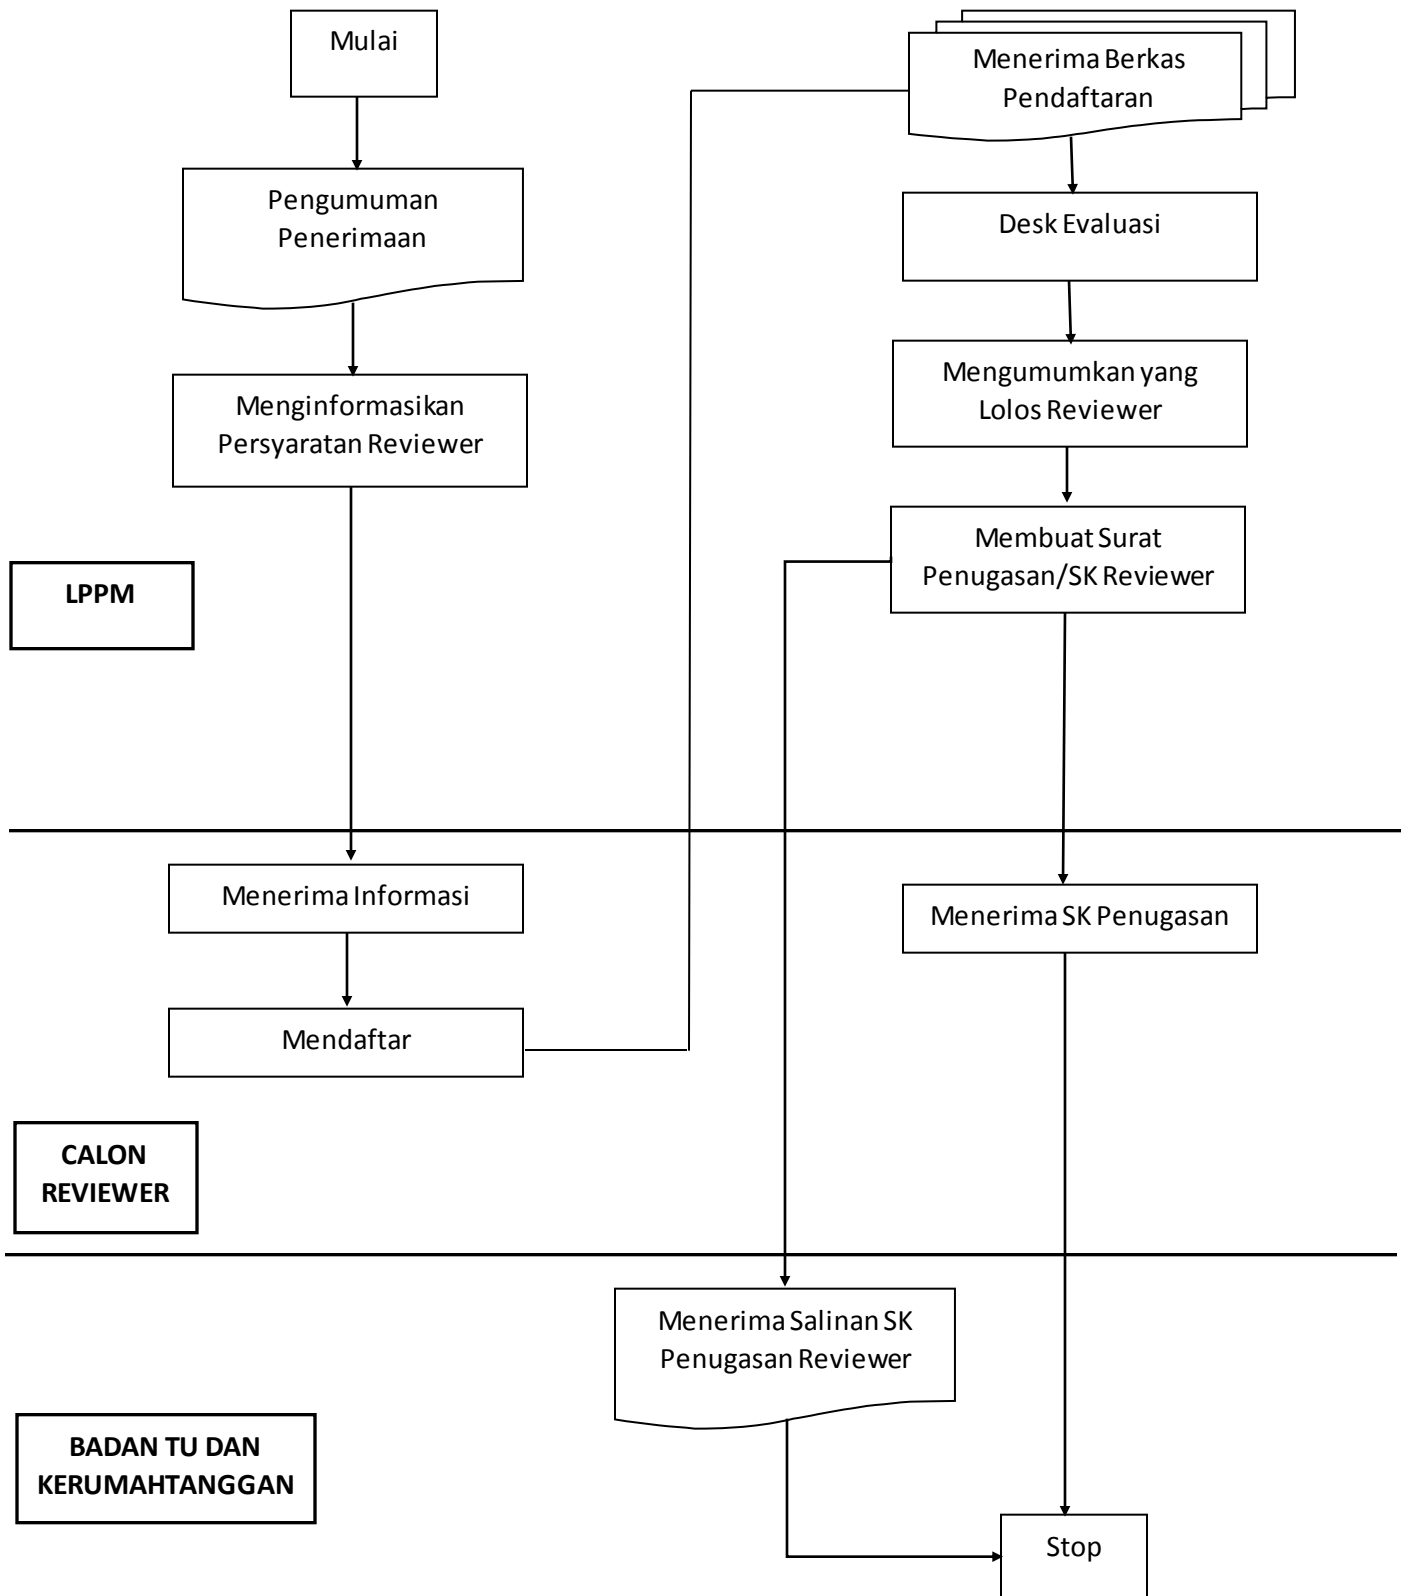 Mulai
Pengumuman
Penerimaan
Menginformasikan
Persyaratan Reviewer
Menerima Berkas
Pendaftaran
Desk Evaluasi
Mengumumkan yang
Lolos Reviewer
Membuat Surat
Penugasan/SK Reviewer
LPPM
Menerima Informasi
Mendaftar
Menerima SK Penugasan
CALON
REVIEWER
Menerima Salinan SK
Penugasan Reviewer
BADAN TU DAN
KERUMAHTANGGAN
Stop